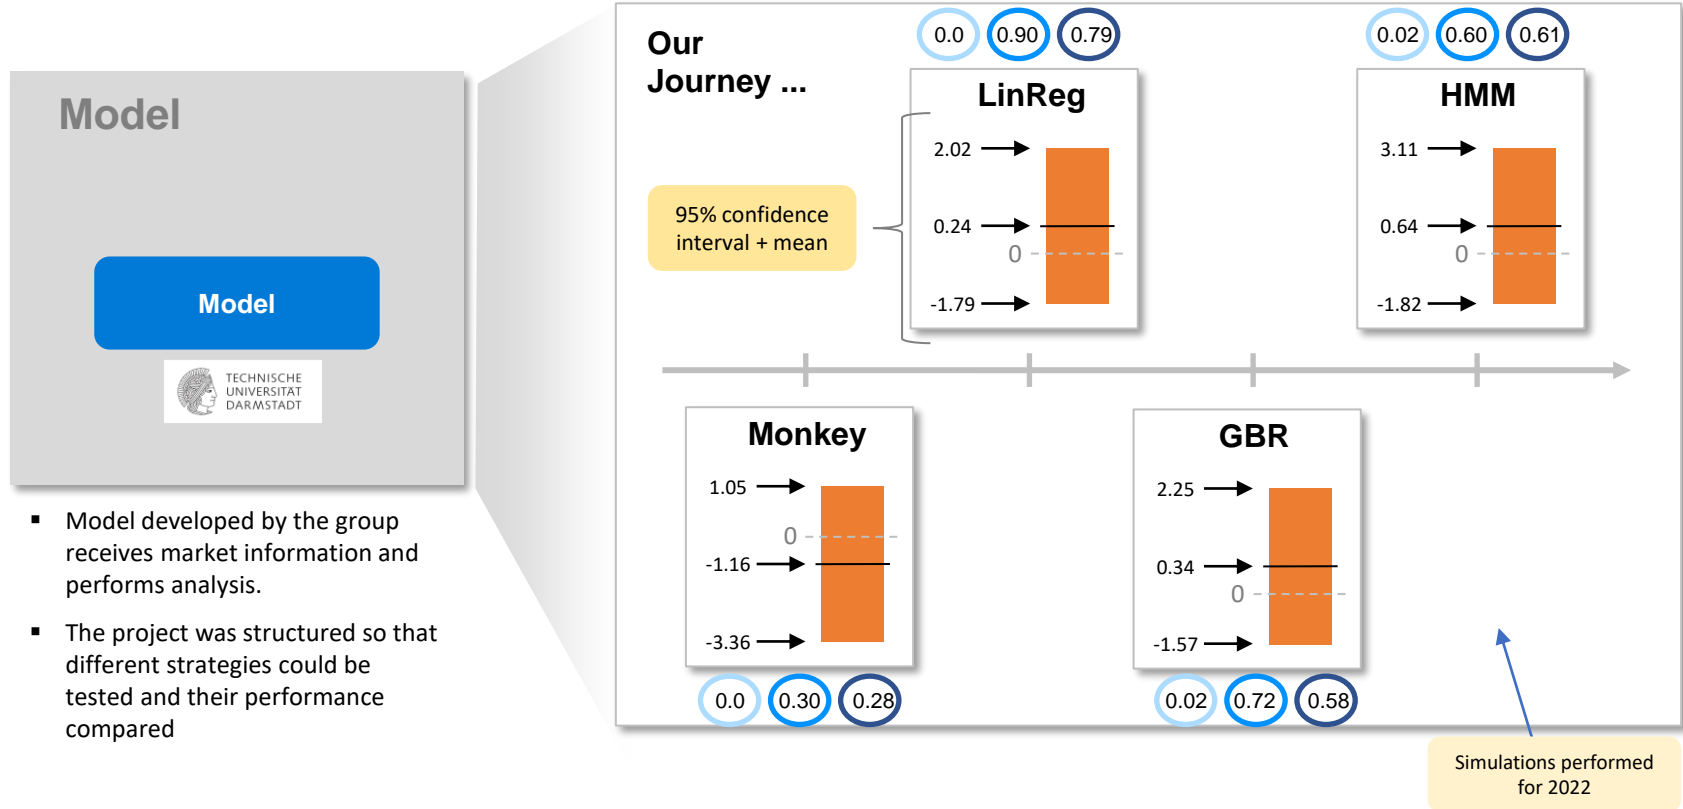 Model
Model
TECHNISCHE
UNIVERSITÄT
DARMSTADT
▪ Model developed by the group
receives market information and
performs analysis.
▪ The project was structured so that
different strategies could be
tested and their performance
compared
Our
Journey ...
95% confidence
interval + mean
0.0 0.90 0.79
LinReg
2.02
0.24
0
-1.79
0.02 0.60 0.61
HMM
3.11
0.64
0
-1.82
Monkey
1.05
0
-1.16
-3.36
0.0 0.30 0.28
GBR
2.25
0.34
0
-1.57
0.02 0.72 0.58
Simulations performed
for 2022